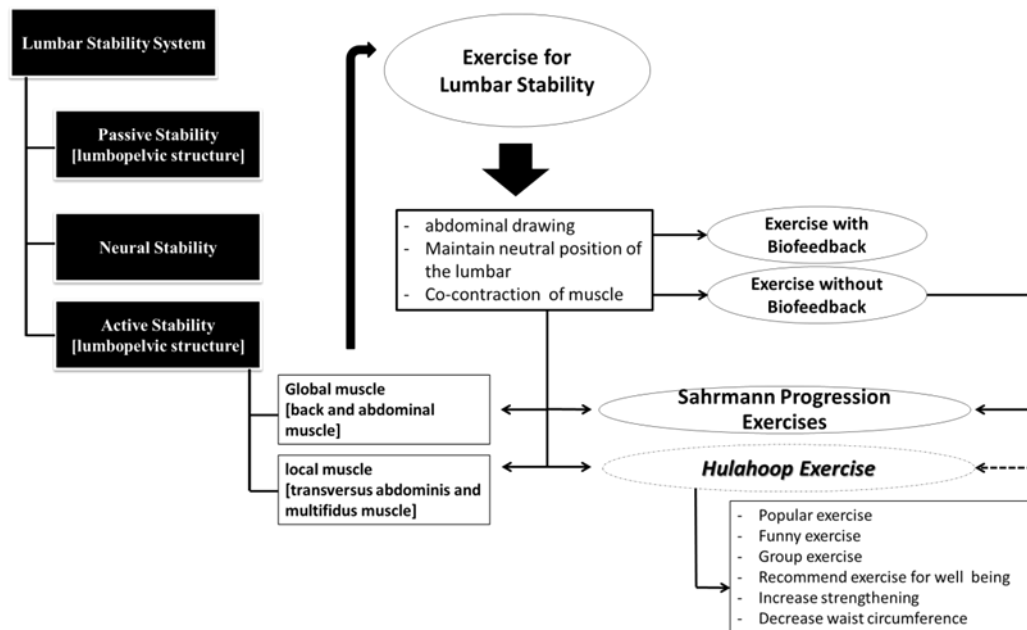 Lumbar Stability System
Passive Stability
[lumbopelvic structure]
Neural Stability
Active Stability
[lumbopelvic structure]
Exercise for
Lumbar Stability
- abdominal drawing
- Maintain neutral position of
the lumbar
- Co-contraction of muscle
Exercise with
Biofeedback
Exercise without
Biofeedback
Global muscle
[back and abdominal
muscle]
local muscle
[transversus abdominis and
multifidus muscle]
Sahrmann Progression
Exercises
Hulahoop Exercise
- Popular exercise
- Funny exercise
- Group exercise
- Recommend exercise for well being
- Increase strengthening
- Decrease waist circumference